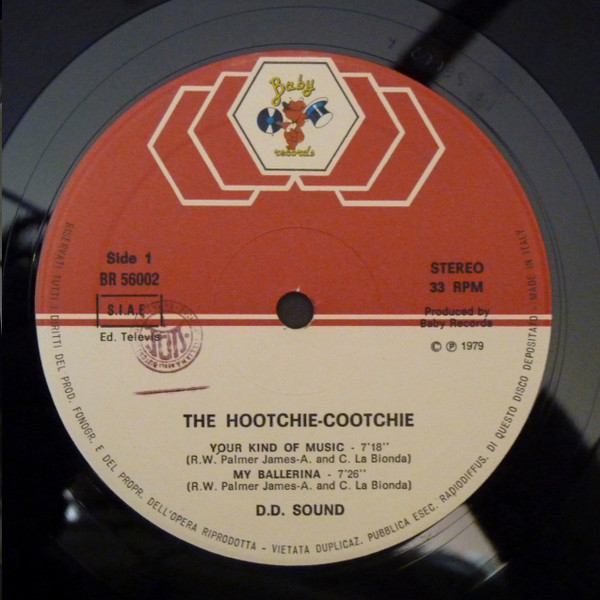 Baby
records
Side 1
BR 56002
S.I.A.E.
Ed. Televis
STEREO
33 RPM
Produced by
Baby Records
© ℗ 1979
THE HOOTCHIE-COOTCHIE
YOUR KIND OF MUSIC - 7'18''
(R.W. Palmer James-A. and C. La Bionda)
MY BALLERINA - 7'26''
(R.W. Palmer James-A. and C. La Bionda)
D.D. SOUND
RISERVATI TUTTI I DIRITTI DEL PROD. FONOGR. E DEL PROPR. DELL'OPERA RIPRODOTTA - VIETATA DUPLICAZ. PUBBLICA ESEC. RADIODIFFUS. DI QUESTO DISCO DEPOSITATO - MADE IN ITALY